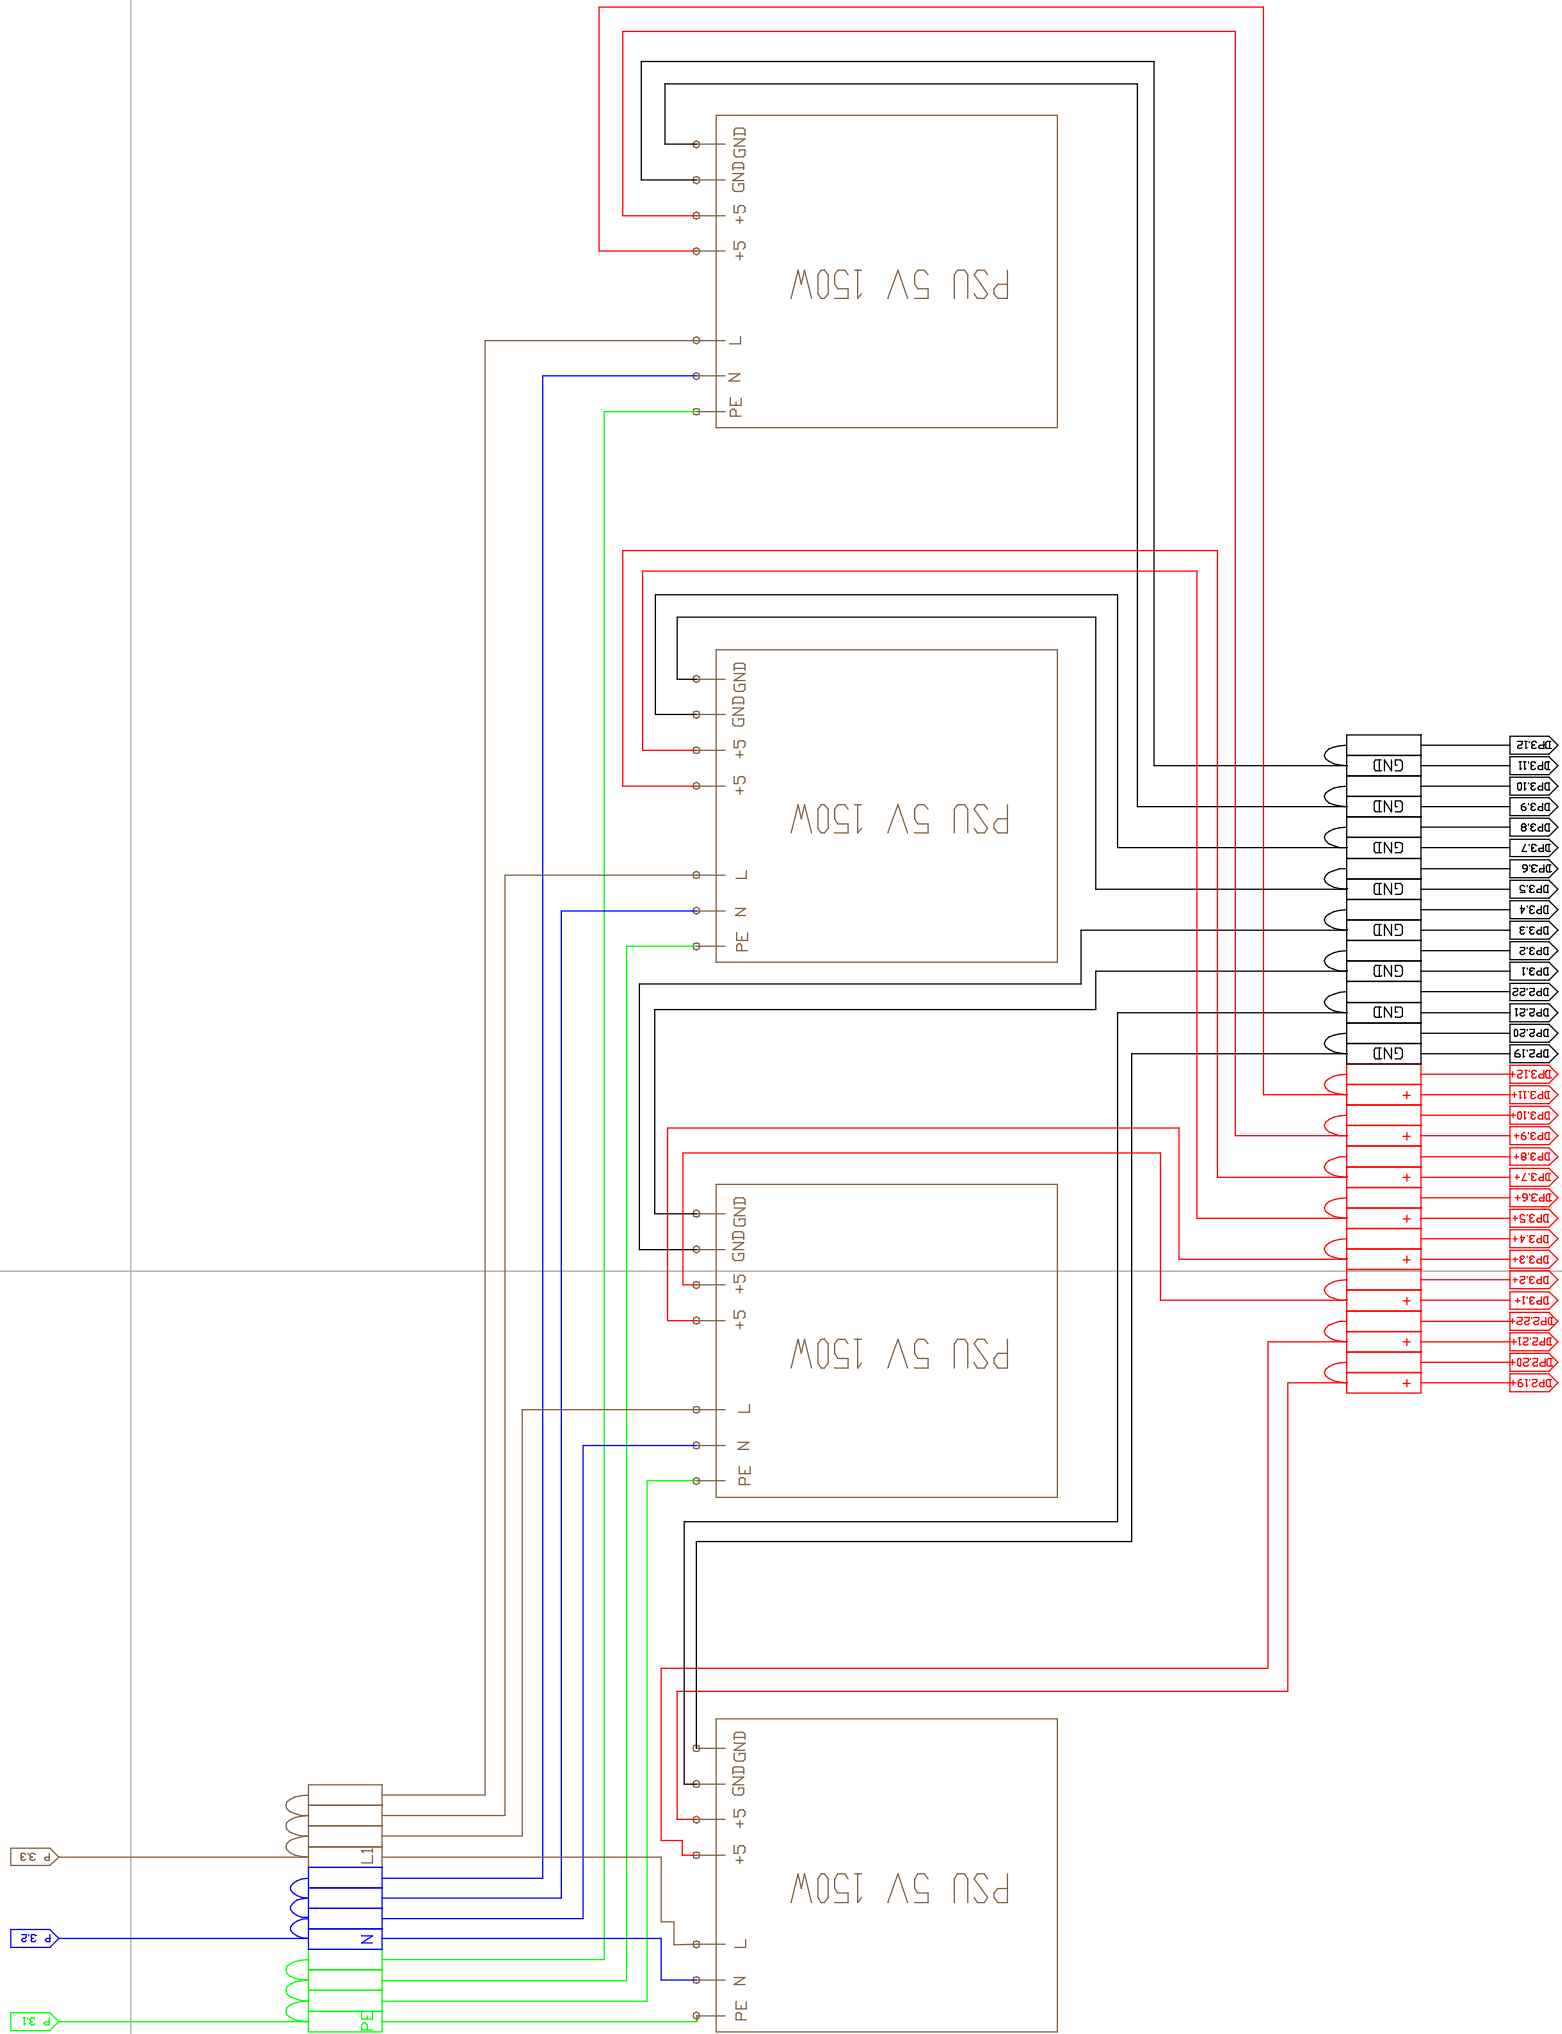 GND
GND
+5
+5
PSU 5V 150W
L
N
PE
GND
GND
+5
+5
PSU 5V 150W
L
N
PE
GND
GND
+5
+5
PSU 5V 150W
L
N
PE
GND
GND
+5
+5
PSU 5V 150W
L
N
PE
P 3.3
L1
P 3.2
N
P 3.1
PE
DP3.12
GND DP3.11
DP3.10
GND DP3.9
DP3.8
GND DP3.7
DP3.6
GND DP3.5
DP3.4
GND DP3.3
DP3.2
GND DP3.1
DP2.22
GND DP2.21
DP2.20
GND DP2.19
DP3.12+
+ DP3.11+
DP3.10+
+ DP3.9+
DP3.8+
+ DP3.7+
DP3.6+
+ DP3.5+
DP3.4+
+ DP3.3+
DP3.2+
+ DP3.1+
DP2.22+
+ DP2.21+
DP2.20+
+ DP2.19+